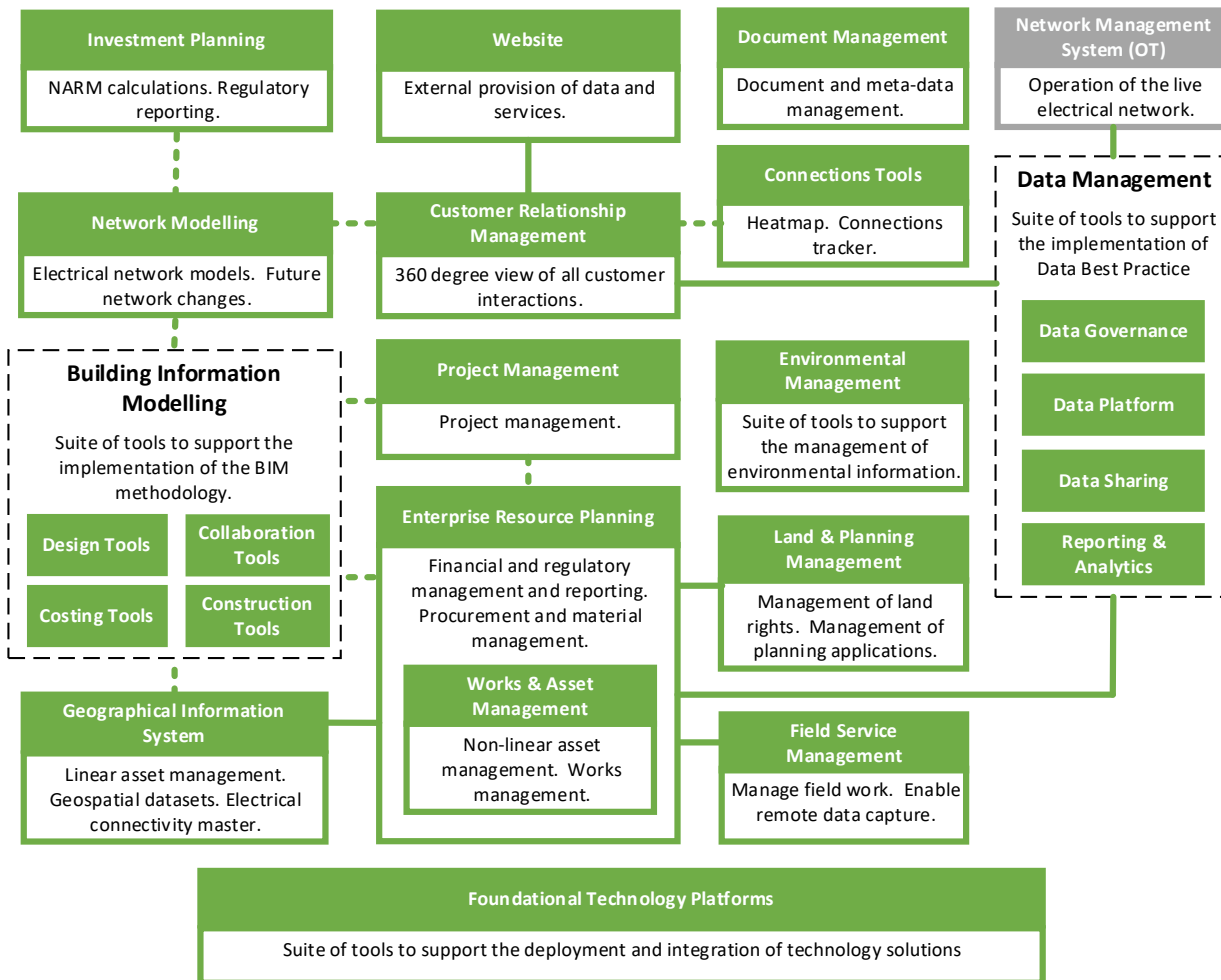 Investment Planning
NARM calculations. Regulatory
reporting.
Website
External provision of data and
services.
Document Management
Document and meta-data
management.
Network Management
System (OT)
Operation of the live
electrical network.
Network Modelling
Electrical network models. Future
network changes.
Customer Relationship
Management
360 degree view of all customer
interactions.
Connections Tools
Heatmap. Connections
tracker.
Data Management
Suite of tools to support
the implementation of
Data Best Practice
Data Governance
Data Platform
Data Sharing
Reporting &
Analytics
Building Information
Modelling
Suite of tools to support the
implementation of the BIM
methodology.
Design Tools
Collaboration
Tools
Costing Tools
Construction
Tools
Project Management
Project management.
Environmental
Management
Suite of tools to support
the management of
environmental information.
Enterprise Resource Planning
Financial and regulatory
management and reporting.
Procurement and material
management.
Works & Asset
Management
Non-linear asset
management. Works
management.
Land & Planning
Management
Management of land
rights. Management of
planning applications.
Geographical Information
System
Linear asset management.
Geospatial datasets. Electrical
connectivity master.
Field Service
Management
Manage field work. Enable
remote data capture.
Foundational Technology Platforms
Suite of tools to support the deployment and integration of technology solutions